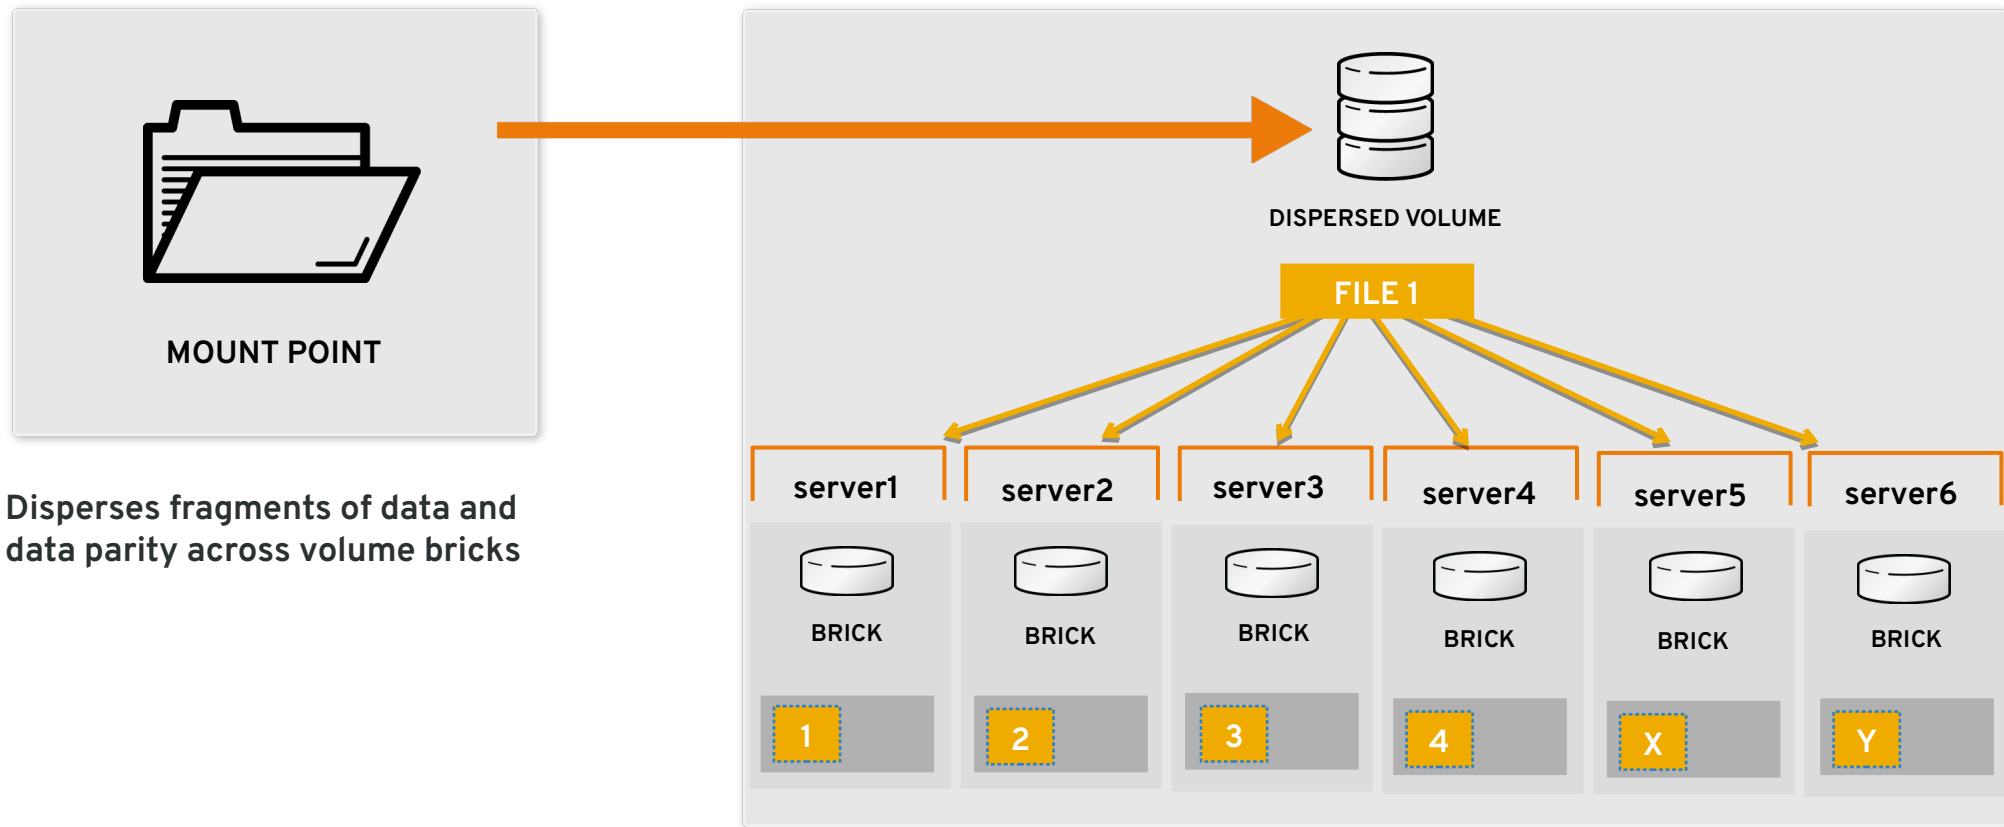 MOUNT POINT
Disperses fragments of data and
data parity across volume bricks
DISPERSED VOLUME
FILE 1
server1
server2
server3
server4
server5
server6
BRICK
BRICK
BRICK
BRICK
BRICK
BRICK
1
2
3
4
X
Y